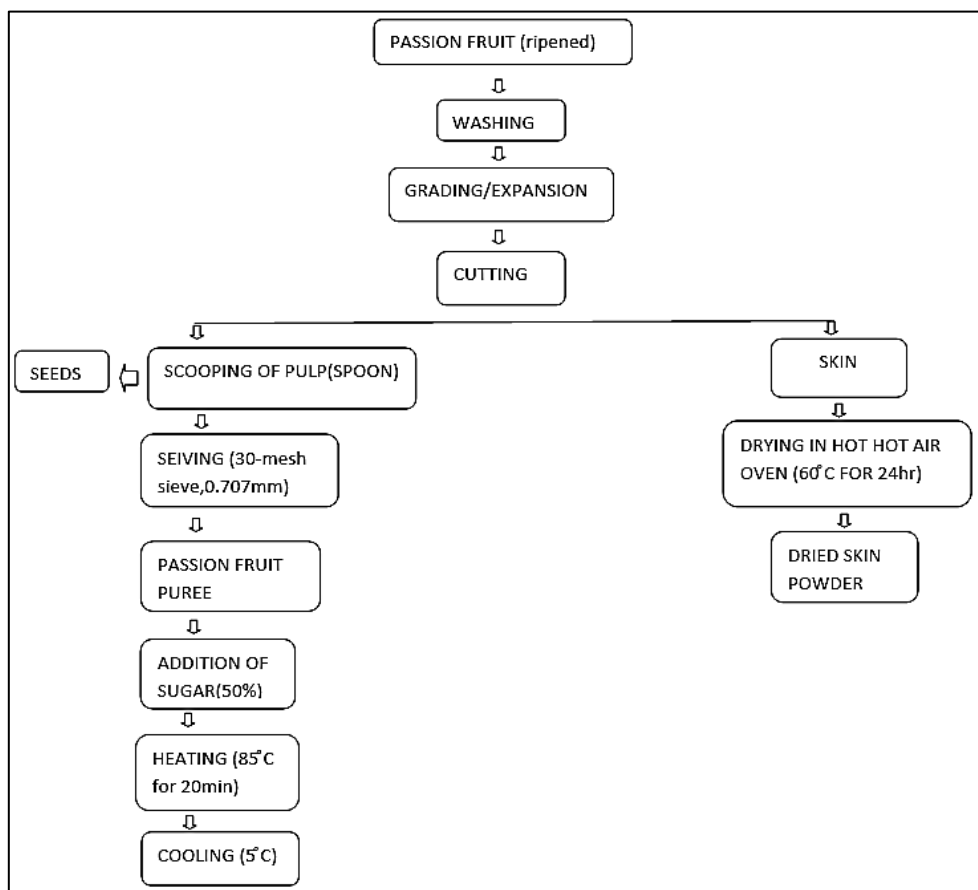 PASSION FRUIT (ripened)
WASHING
GRADING/EXPANSION
CUTTING
SEEDS
SCOOPING OF PULP(SPOON)
SEIVING (30-mesh
sieve,0.707mm)
PASSION FRUIT
PUREE
ADDITION OF
SUGAR(50%)
HEATING (85°C
for 20min)
COOLING (5°C)
SKIN
DRYING IN HOT HOT AIR
OVEN (60°C FOR 24hr)
DRIED SKIN
POWDER